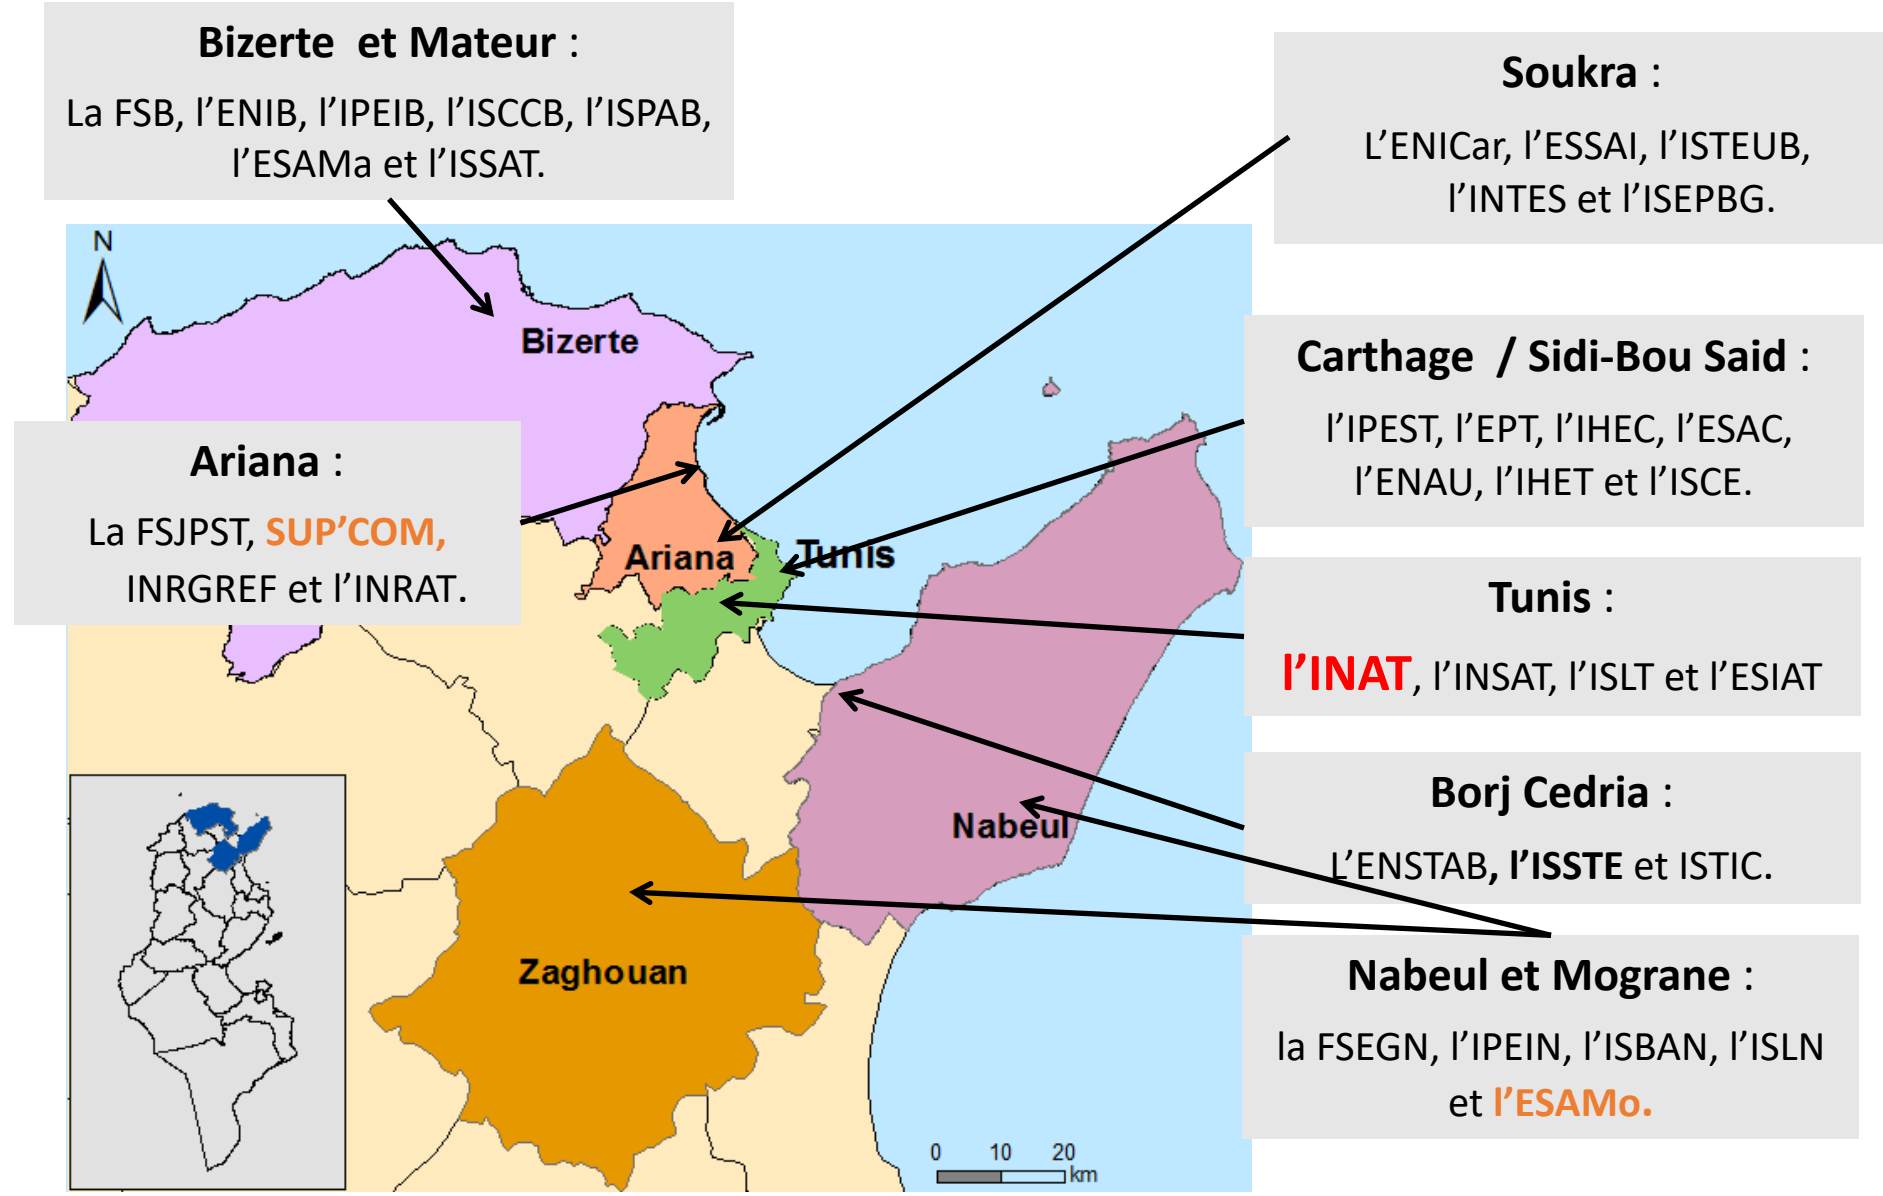 Bizerte et Mateur :
La FSB, l’ENIB, l’IPEIB, l’ISCCB, l’ISPAB,
l’ESAMa et l’ISSAT.
Soukra :
L’ENICar, l’ESSAI, l’ISTEUB,
l’INTES et l’ISEPBG.
N
Bizerte
Carthage / Sidi-Bou Said :
l’IPEST, l’EPT, l’IHEC, l’ESAC,
l’ENAU, l’IHET et l’ISCE.
Ariana :
La FSJPST, SUP’COM,
INRGREF et l’INRAT.
Ariana
Tunis
Tunis :
l’INAT, l’INSAT, l’ISLT et l’ESIAT
Borj Cedria :
L’ENSTAB, l’ISSTE et ISTIC.
Nabeul
Zaghouan
Nabeul et Mograne :
la FSEGN, l’IPEIN, l’ISBAN, l’ISLN
et l’ESAMo.
0 10 20
km